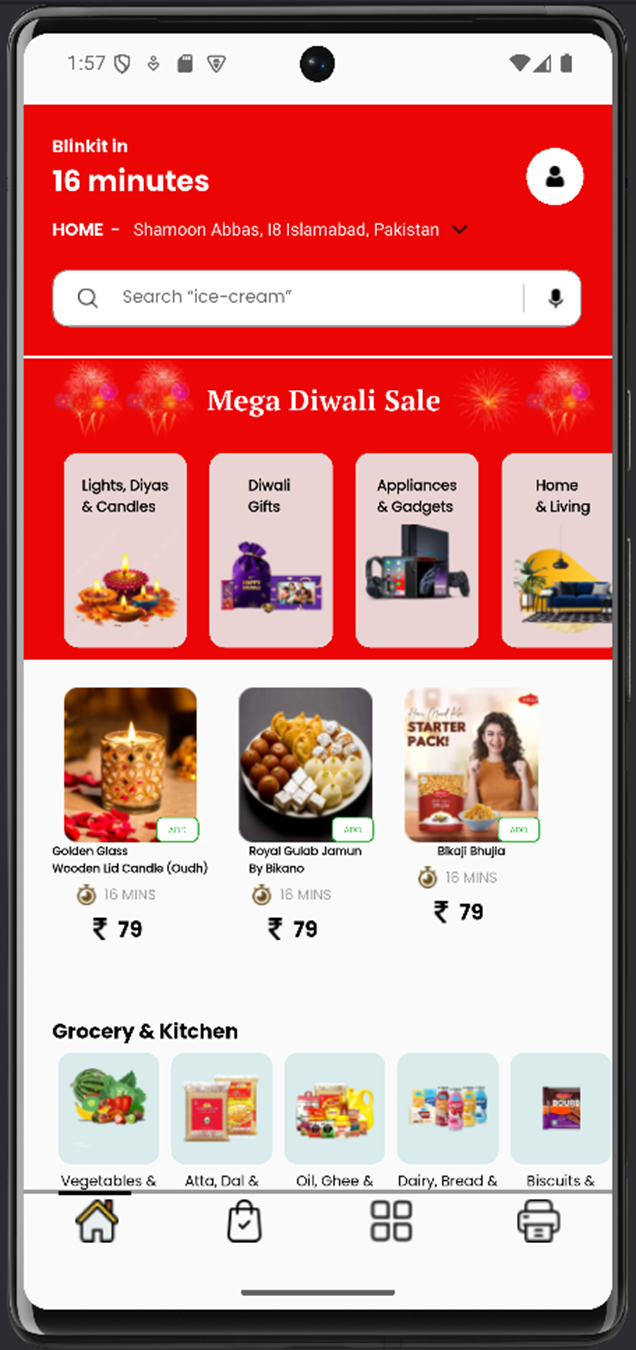 1:57
Blinkit in
16 minutes
HOME - Shamoon Abbas, I8 Islamabad, Pakistan
Search “ice-cream”
Mega Diwali Sale
Lights, Diyas
& Candles
Diwali
Gifts
Appliances
& Gadgets
Home
& Living
HAPPY
STARTER
PACK!
ADD
ADD
ADD
Golden Glass
Wooden Lid Candle (Oudh)
Royal Gulab Jamun
By Bikano
Bikaji Bhujia
16 MINS
16 MINS
16 MINS
₹ 79
₹ 79
₹ 79
Grocery & Kitchen
Vegetables &
Atta, Dal &
Oil, Ghee &
Dairy, Bread &
Biscuits &